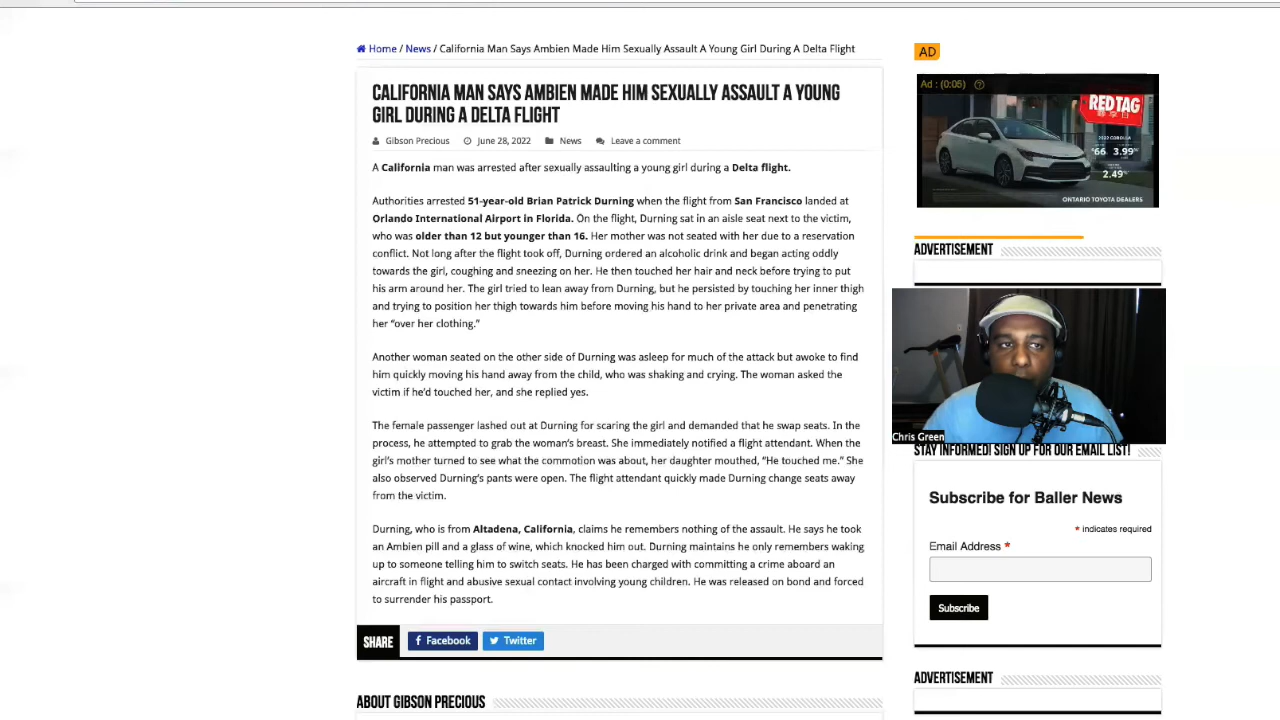 Home / News / California Man Says Ambien Made Him Sexually Assault A Young Girl During A Delta Flight
CALIFORNIA MAN SAYS AMBIEN MADE HIM SEXUALLY ASSAULT A YOUNG
GIRL DURING A DELTA FLIGHT
Gibson Precious June 28, 2022 News Leave a comment
A California man was arrested after sexually assaulting a young girl during a Delta flight.
Authorities arrested 51-year-old Brian Patrick Durning when the flight from San Francisco landed at
Orlando International Airport in Florida. On the flight, Durning sat in an aisle seat next to the victim,
who was older than 12 but younger than 16. Her mother was not seated with her due to a reservation
conflict. Not long after the flight took off, Durning ordered an alcoholic drink and began acting oddly
towards the girl, coughing and sneezing on her. He then touched her hair and neck before trying to put
his arm around her. The girl tried to lean away from Durning, but he persisted by touching her inner thigh
and trying to position her thigh towards him before moving his hand to her private area and penetrating
her “over her clothing.”
Another woman seated on the other side of Durning was asleep for much of the attack but awoke to find
him quickly moving his hand away from the child, who was shaking and crying. The woman asked the
victim if he’d touched her, and she replied yes.
The female passenger lashed out at Durning for scaring the girl and demanded that he swap seats. In the
process, he attempted to grab the woman’s breast. She immediately notified a flight attendant. When the
girl’s mother turned to see what the commotion was about, her daughter mouthed, “He touched me.” She
also observed Durning’s pants were open. The flight attendant quickly made Durning change seats away
from the victim.
Durning, who is from Altadena, California, claims he remembers nothing of the assault. He says he took
an Ambien pill and a glass of wine, which knocked him out. Durning maintains he only remembers waking
up to someone telling him to switch seats. He has been charged with committing a crime aboard an
aircraft in flight and abusive sexual contact involving young children. He was released on bond and forced
to surrender his passport.
SHARE Facebook Twitter
ABOUT GIBSON PRECIOUS
AD
Ad : (0:05)
RED TAG
2022 COROLLA
$66 3.99%
2.49%
ONTARIO TOYOTA DEALERS
ADVERTISEMENT
Chris Green
STAY INFORMED! SIGN UP FOR OUR EMAIL LIST!
Subscribe for Baller News
* indicates required
Email Address *
Subscribe
ADVERTISEMENT